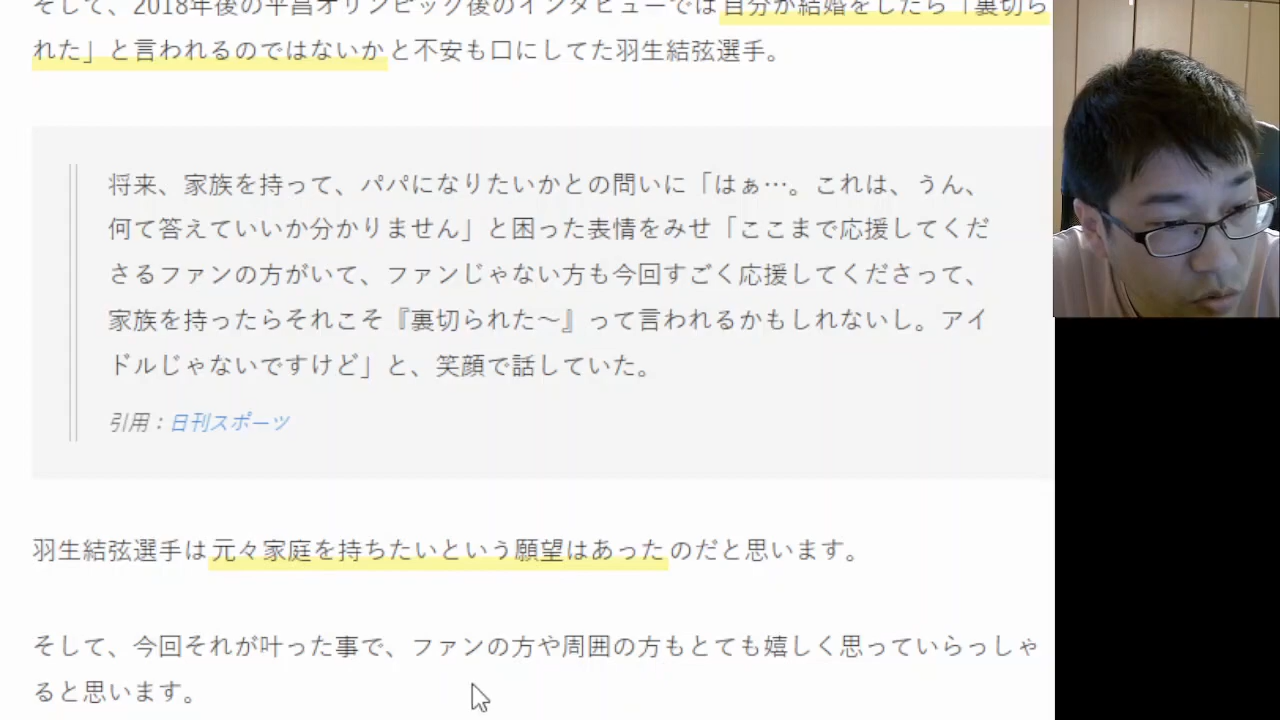 そして、2018年後の平昌オリンピック後のインタビューでは自分が結婚をしたら「裏切ら
れた」と言われるのではないかと不安も口にしてた羽生結弦選手。
将来、家族を持って、パパになりたいかとの問いに「はぁ…。これは、うん、
何て答えていいか分かりません」と困った表情をみせ「ここまで応援してくだ
さるファンの方がいて、ファンじゃない方も今回すごく応援してくださって、
家族を持ったらそれこそ『裏切られた～』って言われるかもしれないし。アイ
ドルじゃないですけど」と、笑顔で話していた。
引用：日刊スポーツ
羽生結弦選手は元々家庭を持ちたいという願望はあったのだと思います。
そして、今回それが叶った事で、ファンの方や周囲の方もとても嬉しく思っていらっしゃ
ると思います。